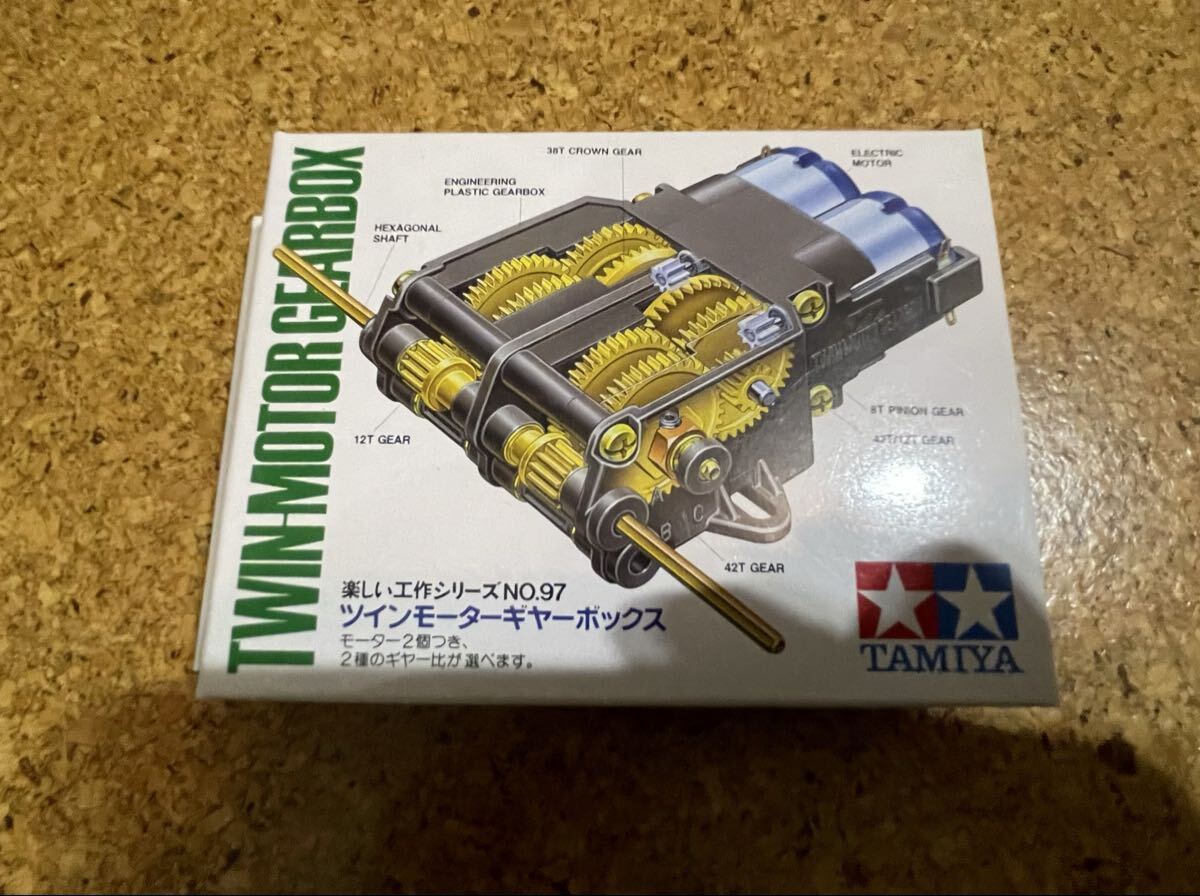 TWIN-MOTOR GEARBOX
38T CROWN GEAR
ELECTRIC
MOTOR
ENGINEERING
PLASTIC GEARBOX
HEXAGONAL
SHAFT
12T GEAR
8T PINION GEAR
42T/12T GEAR
B C
42T GEAR
楽しい工作シリーズNO.97
ツインモーターギヤーボックス
モーター2個つき、
2種のギヤー比が選べます。
TAMIYA